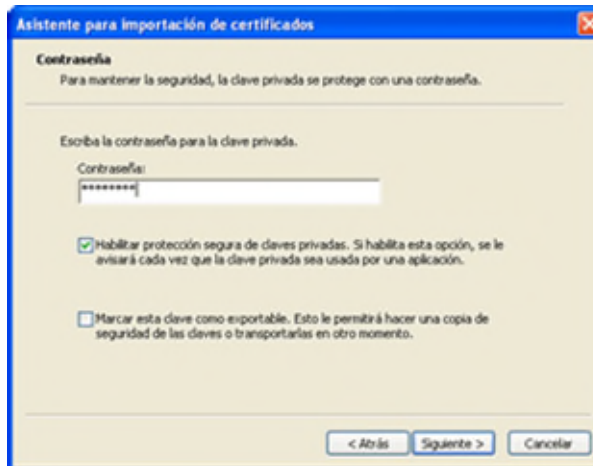 Asistente para importación de certificados
Contraseña
Para mantener la seguridad, la clave privada se protege con una contraseña.
Escriba la contraseña para la clave privada.
Contraseña:
********
Habilitar protección segura de claves privadas. Si habilita esta opción, se le
avisará cada vez que la clave privada sea usada por una aplicación.
Marcar esta clave como exportable. Esto le permitirá hacer una copia de
seguridad de las claves o transportarlas en otro momento.
< Atrás Siguiente > Cancelar